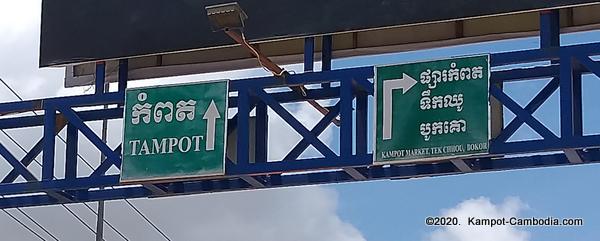 កំពត
TAMPOT
ផ្សារកំពត
ទឹកឈូ
បូកគោ
KAMPOT MARKET, TEK CHHOU, BOKOR
©2020. Kampot-Cambodia.com